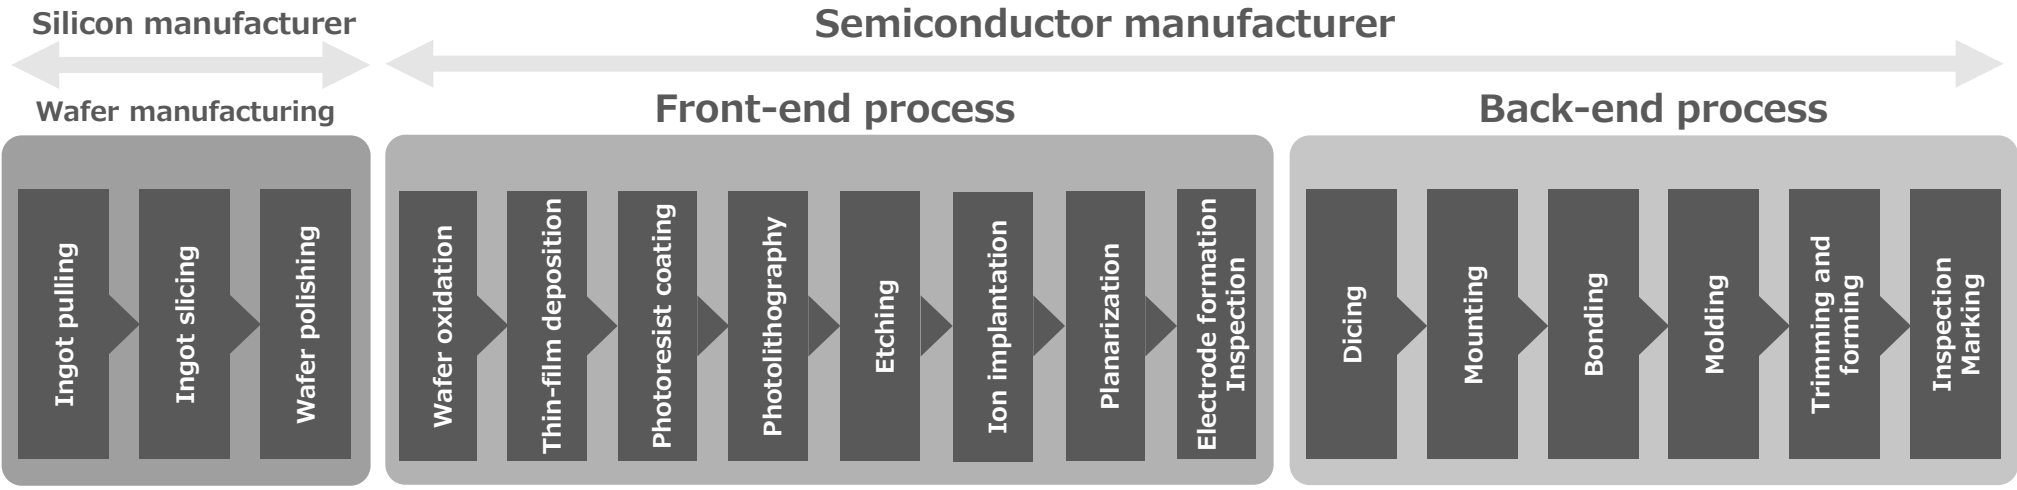 Silicon manufacturer
Semiconductor manufacturer
Wafer manufacturing
Front-end process
Back-end process
Ingot pulling
Ingot slicing
Wafer polishing
Wafer oxidation
Thin-film deposition
Photoresist coating
Photolithography
Etching
Ion implantation
Planarization
Electrode formation
Inspection
Dicing
Mounting
Bonding
Molding
Trimming and
forming
Inspection
Marking